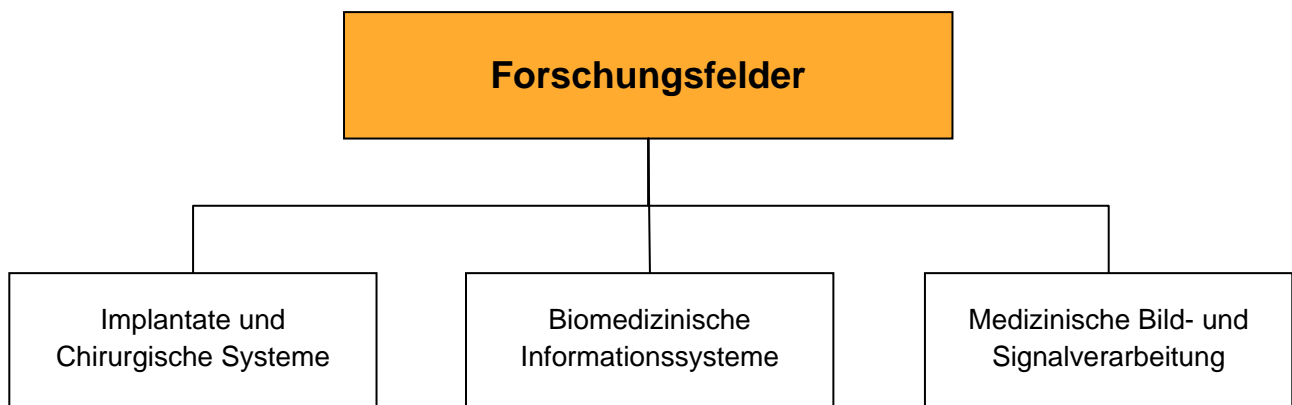 Forschungsfelder
Implantate und
Chirurgische Systeme
Biomedizinische
Informationssysteme
Medizinische Bild- und
Signalverarbeitung